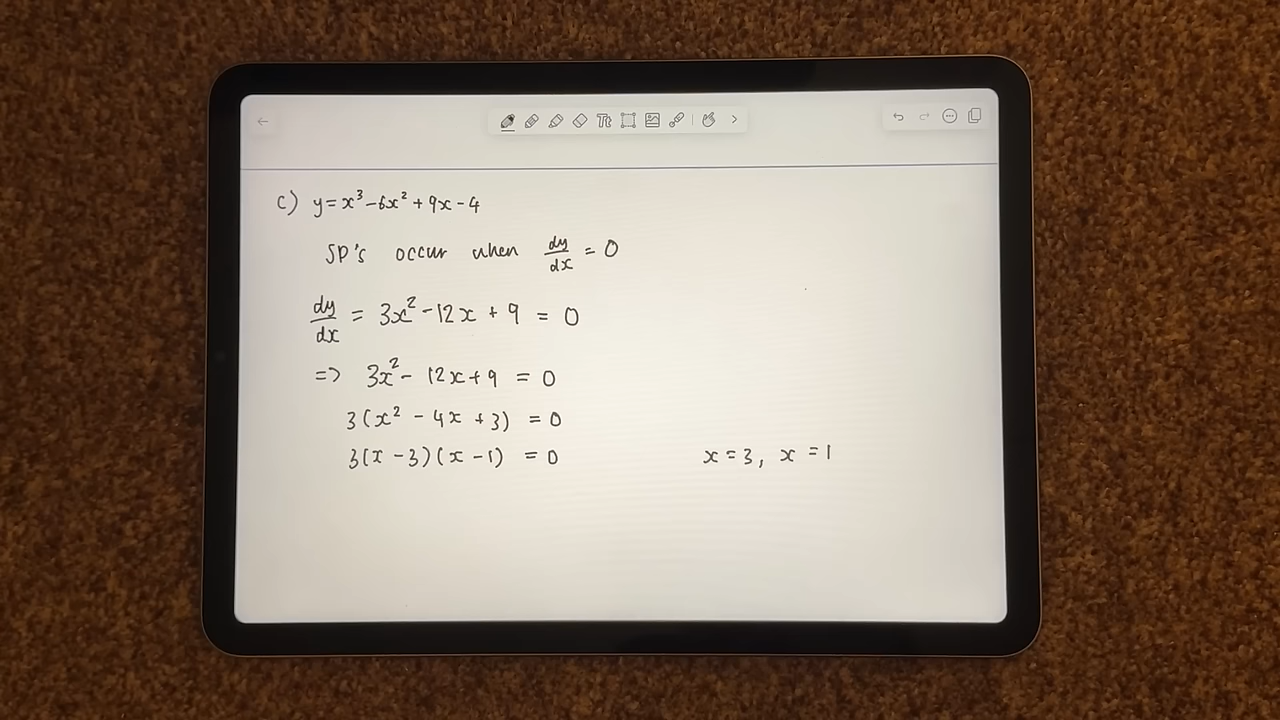 Tt
c) y = x³ - 6x² + 9x - 4
SP's occur when dy/dx = 0
dy/dx = 3x² - 12x + 9 = 0
=> 3x² - 12x + 9 = 0
3(x² - 4x + 3) = 0
3(x - 3)(x - 1) = 0 x = 3, x = 1